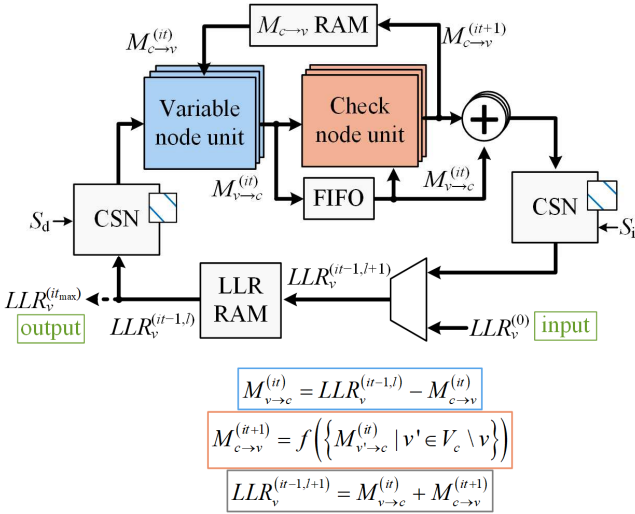 M_{c→v}^{(it)}
M_{c→v} RAM
M_{c→v}^{(it+1)}
Variable
node unit
Check
node unit
+
M_{v→c}^{(it)}
FIFO
M_{v→c}^{(it)}
S_d
CSN
CSN
S_i
LLR_v^{(it_{max})}
output
LLR_v^{(it-1,l)}
LLR
RAM
LLR_v^{(it-1,l+1)}
LLR_v^{(0)} input
M_{v→c}^{(it)} = LLR_v^{(it-1,l)} − M_{c→v}^{(it)}
M_{c→v}^{(it+1)} = f({M_{v'→c}^{(it)} | v' ∈ V_c \ v})
LLR_v^{(it-1,l+1)} = M_{v→c}^{(it)} + M_{c→v}^{(it+1)}